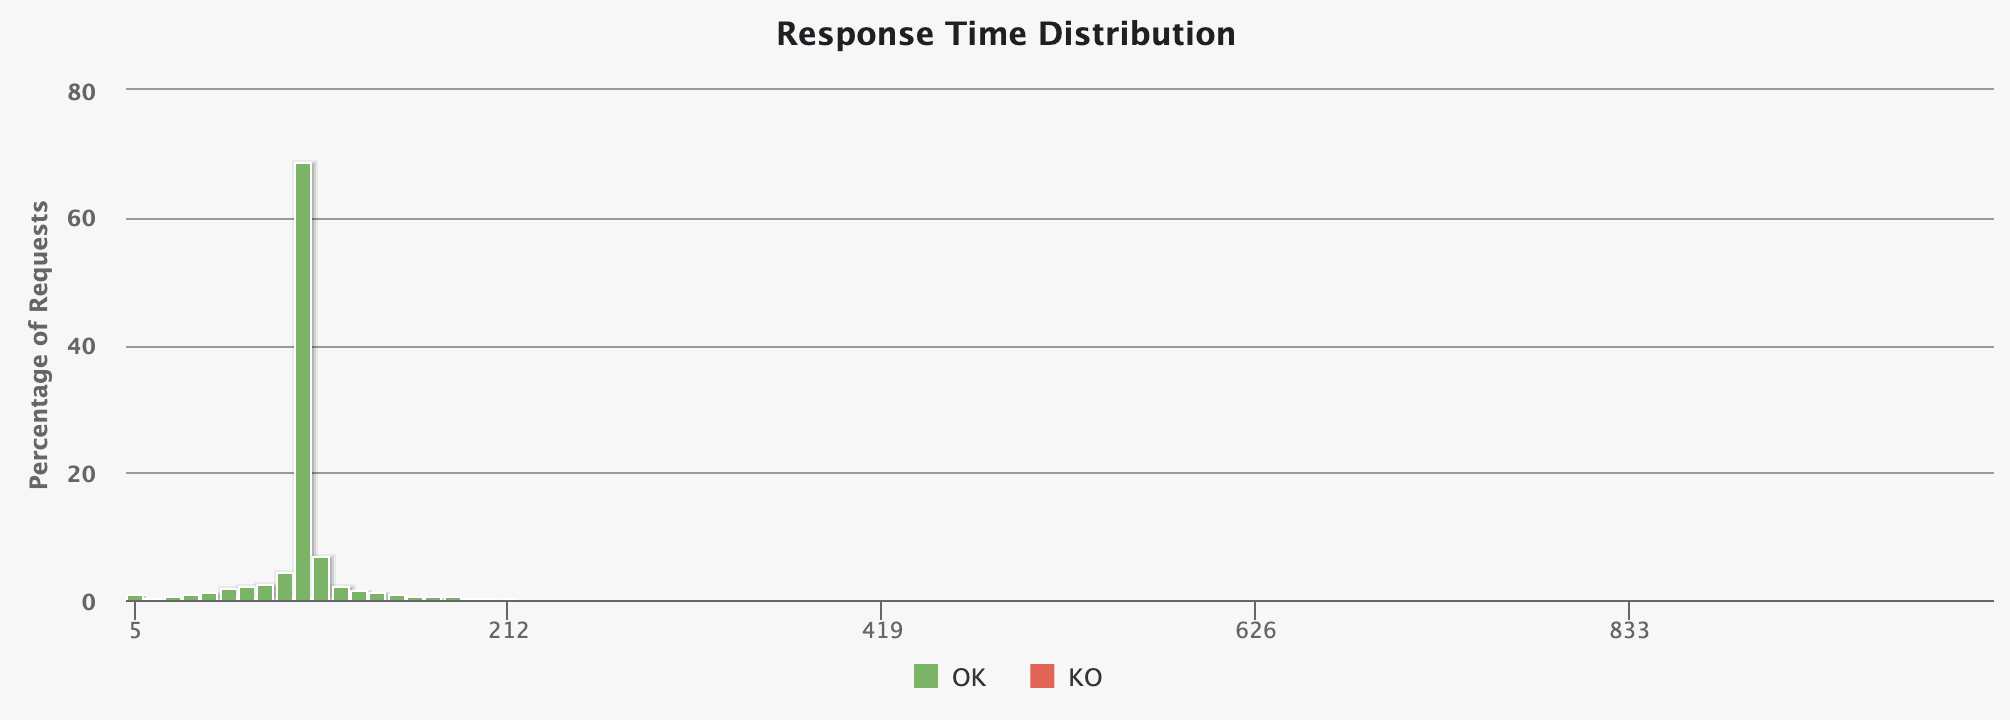 Response Time Distribution
80
60
40
20
0
Percentage of Requests
5 212 419 626 833
OK KO